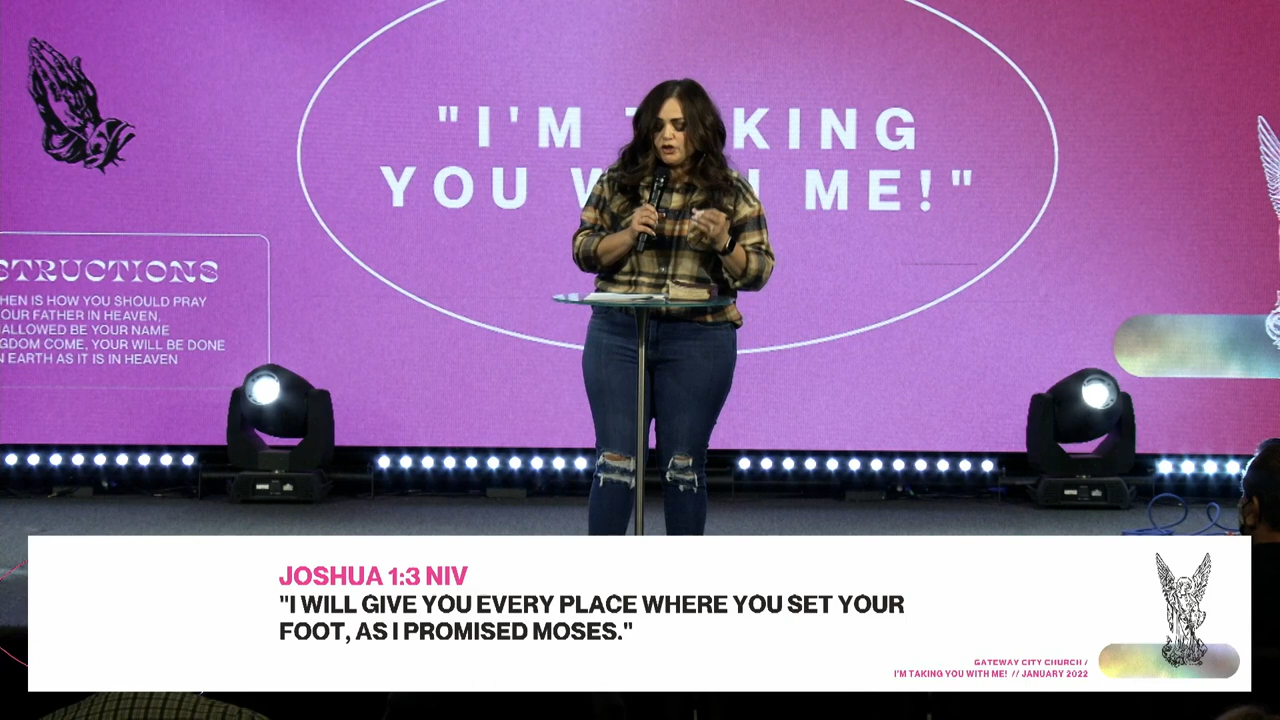 "I'M KING
YOU ME!"
STRUCTIONS
HEN IS HOW YOU SHOULD PRAY
OUR FATHER IN HEAVEN,
ALLOWED BE YOUR NAME
GDOM COME, YOUR WILL BE DONE
N EARTH AS IT IS IN HEAVEN
JOSHUA 1:3 NIV
"I WILL GIVE YOU EVERY PLACE WHERE YOU SET YOUR
FOOT, AS I PROMISED MOSES."
GATEWAY CITY CHURCH /
I'M TAKING YOU WITH ME! // JANUARY 2022